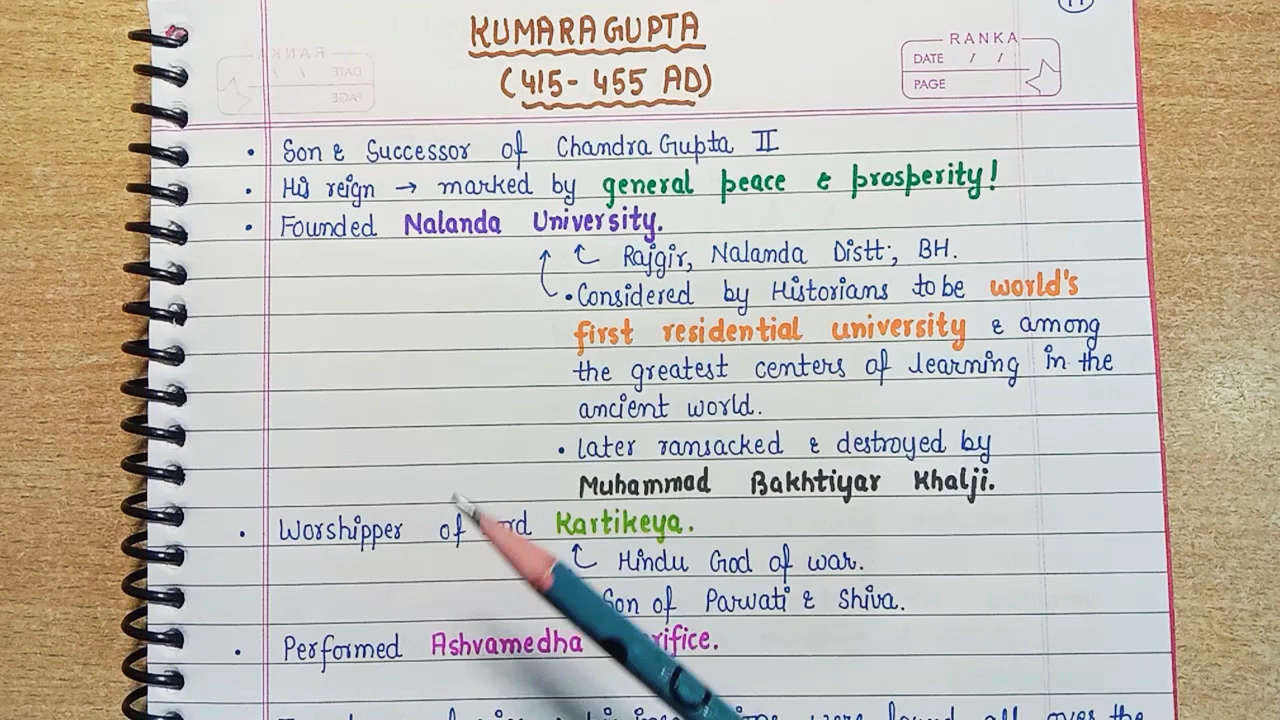 KUMARAGUPTA
(415-455 AD)
RANKA
DATE / /
PAGE
• Son & Successor of Chandra Gupta II
• His reign → marked by general peace & prosperity!
• Founded Nalanda University.
Rajgir, Nalanda Distt; BH.
• Considered by Historians to be world's
first residential university & among
the greatest centers of learning in the
ancient world.
• later ransacked & destroyed by
Muhammad Bakhtiyar Khalji.
• Worshipper of Kartikeya.
Hindu God of war.
Son of Parvati & Shiva.
• Performed Ashvamedha